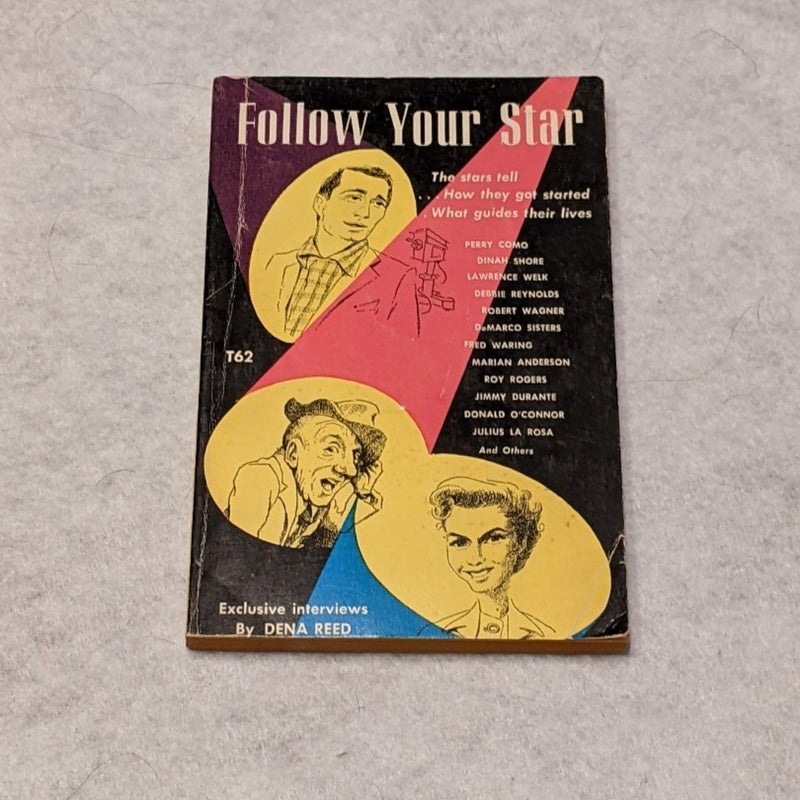 Follow Your Star
The stars tell
. . . How they got started
. What guides their lives
PERRY COMO
DINAH SHORE
LAWRENCE WELK
DEBBIE REYNOLDS
ROBERT WAGNER
DeMARCO SISTERS
FRED WARING
MARIAN ANDERSON
ROY ROGERS
JIMMY DURANTE
DONALD O'CONNOR
JULIUS LA ROSA
And Others
T62
Exclusive interviews
By DENA REED